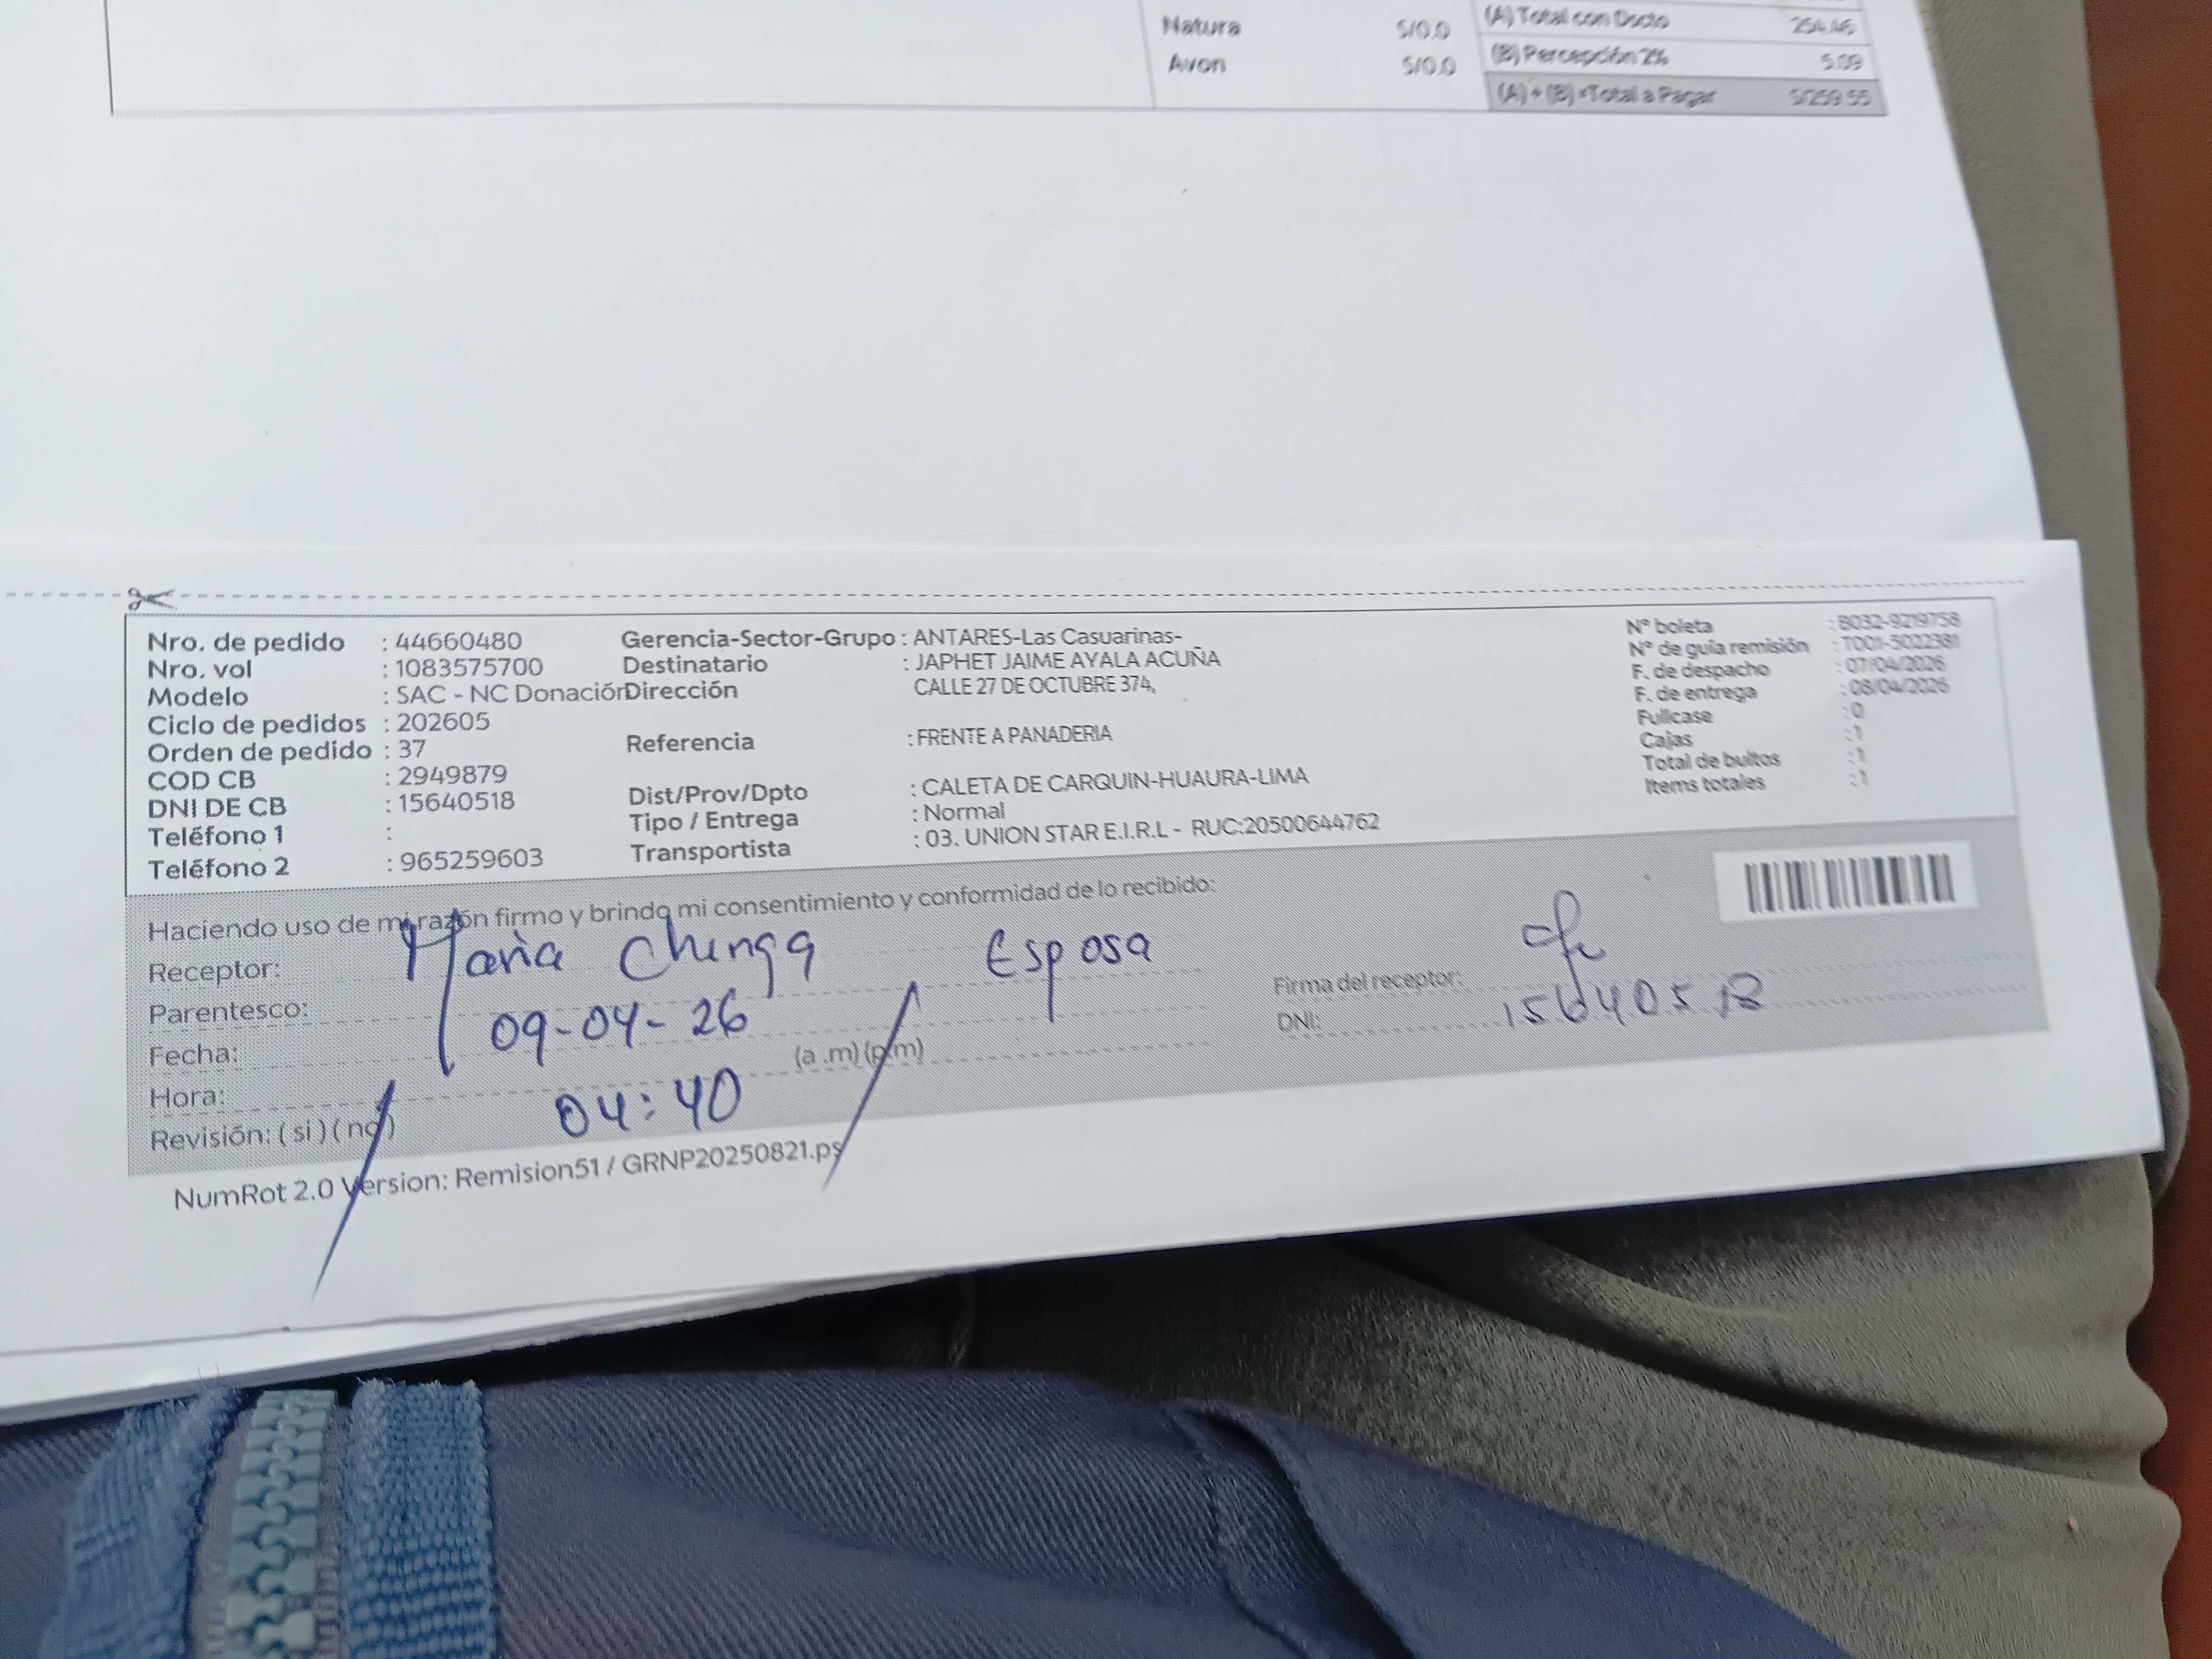 Natura S/0.0
Avon S/0.0
(A) Total con Dscto 254.46
(B) Percepción 2% 5.09
(A) + (B) =Total a Pagar S/259.55
Nro. de pedido : 44660480
Nro. vol : 1083575700
Modelo : SAC - NC Donación
Ciclo de pedidos : 202605
Orden de pedido : 37
COD CB : 2949879
DNI DE CB : 15640518
Teléfono 1 :
Teléfono 2 : 965259603
Gerencia-Sector-Grupo : ANTARES-Las Casuarinas-
Destinatario : JAPHET JAIME AYALA ACUÑA
Dirección CALLE 27 DE OCTUBRE 374,
Referencia : FRENTE A PANADERIA
Dist/Prov/Dpto : CALETA DE CARQUIN-HUAURA-LIMA
Tipo / Entrega : Normal
Transportista : 03. UNION STAR E.I.R.L - RUC:20500644762
N° boleta : B032-9219758
N° de guía remisión : T001-5022381
F. de despacho : 07/04/2026
F. de entrega : 08/04/2026
Fullcase : 0
Cajas : 1
Total de bultos : 1
Items totales : 1
Haciendo uso de mi razón firmo y brindo mi consentimiento y conformidad de lo recibido:
Receptor: Maria Chunga
Parentesco: Esposa
Fecha: 09-04-26
Hora: 04:40 (a .m) (p.m)
Revisión: ( si ) ( no )
Firma del receptor:
DNI: 15640518
NumRot 2.0 Version: Remision51 / GRNP20250821.ps